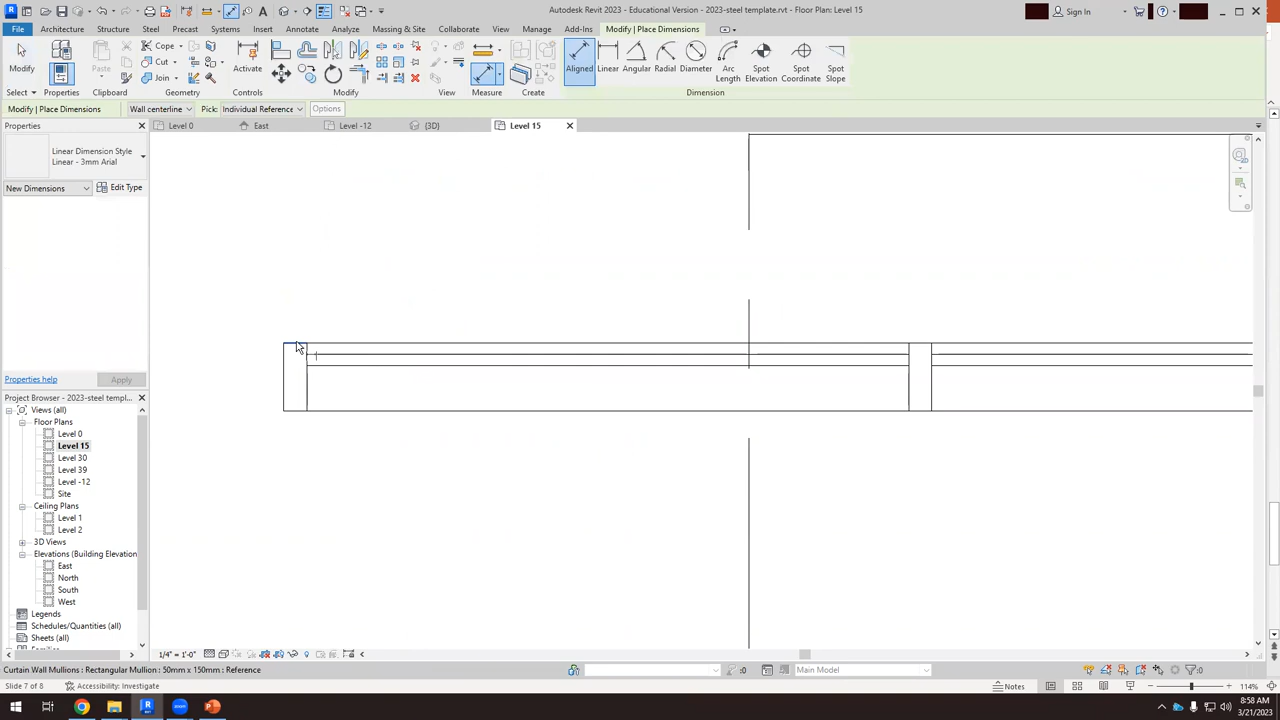 Autodesk Revit 2023 - Educational Version - 2023-steel template.rvt - Floor Plan: Level 15
Sign In
File Architecture Structure Steel Precast Systems Insert Annotate Analyze Massing & Site Collaborate View Manage Add-Ins Modify | Place Dimensions
Modify Paste Cope Cut Join Activate Aligned Linear Angular Radial Diameter Arc Length Spot Elevation Spot Coordinate Spot Slope
Select Properties Clipboard Geometry Controls Modify View Measure Create Dimension
Modify | Place Dimensions Wall centerline Pick: Individual Reference Options
Properties
Level 0 East Level -12 {3D} Level 15
Linear Dimension Style
Linear - 3mm Arial
New Dimensions Edit Type
Properties help Apply
Project Browser - 2023-steel templ...
Views (all)
Floor Plans
Level 0
Level 15
Level 30
Level 39
Level -12
Site
Ceiling Plans
Level 1
Level 2
3D Views
Elevations (Building Elevation
East
North
South
West
Legends
Schedules/Quantities (all)
Sheets (all)
1/4" = 1'-0"
Curtain Wall Mullions : Rectangular Mullion : 50mm x 150mm : Reference
:0 Main Model :0
Slide 7 of 8 Accessibility: Investigate Notes 114%
8:58 AM
3/21/2023